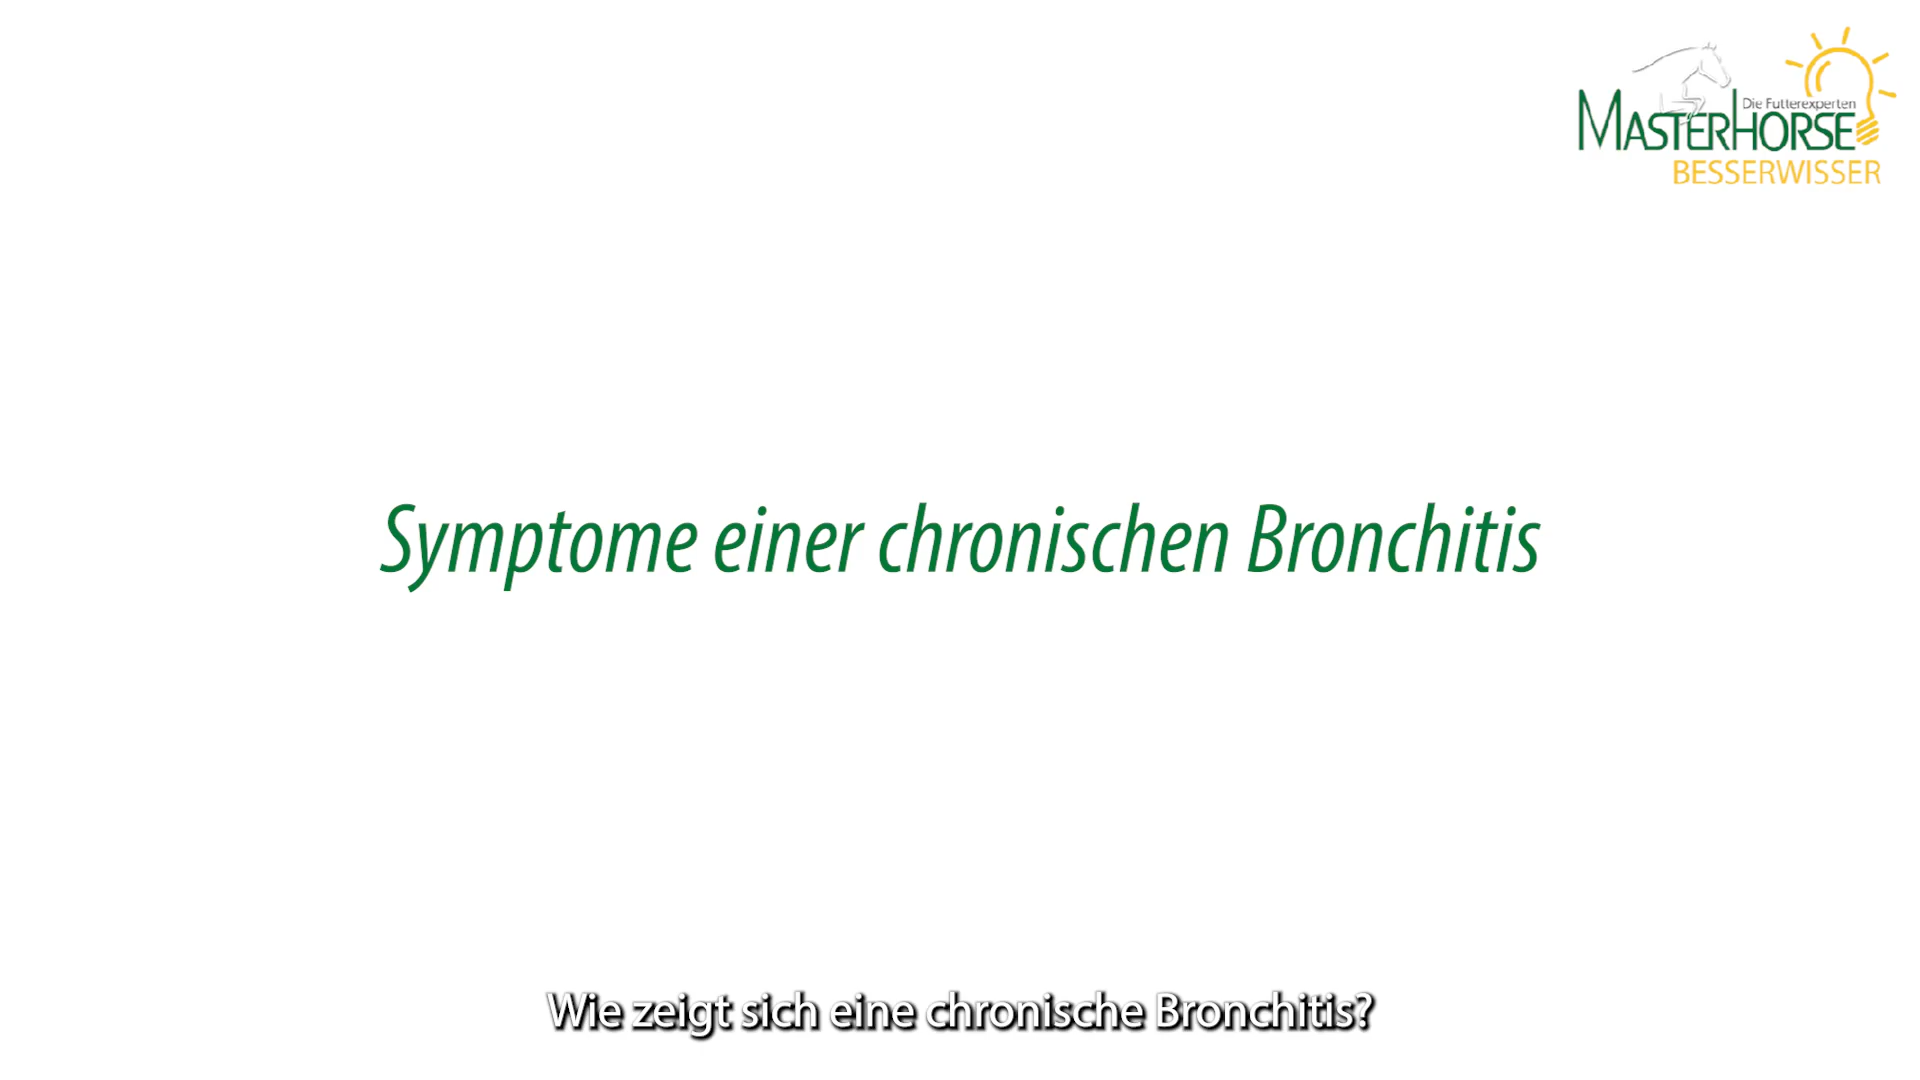 Die Futterexperten
MASTERHORSE
BESSERWISSER
Symptome einer chronischen Bronchitis
Wie zeigt sich eine chronische Bronchitis?